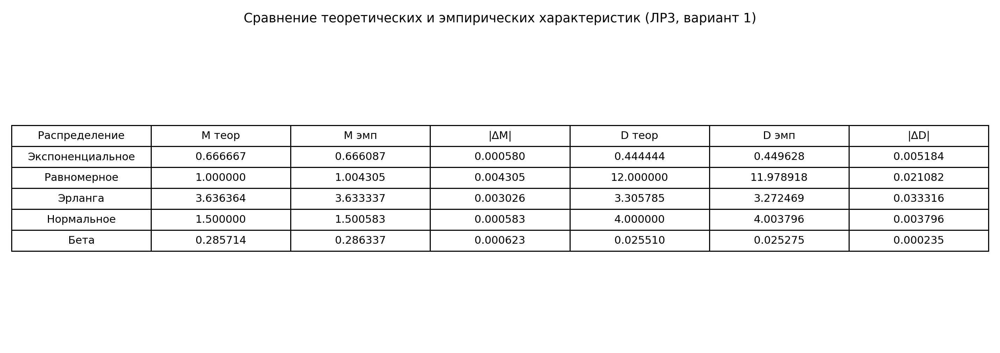 Сравнение теоретических и эмпирических характеристик (ЛР3, вариант 1)
Распределение M теор M эмп |ΔM| D теор D эмп |ΔD|
Экспоненциальное 0.666667 0.666087 0.000580 0.444444 0.449628 0.005184
Равномерное 1.000000 1.004305 0.004305 12.000000 11.978918 0.021082
Эрланга 3.636364 3.633337 0.003026 3.305785 3.272469 0.033316
Нормальное 1.500000 1.500583 0.000583 4.000000 4.003796 0.003796
Бета 0.285714 0.286337 0.000623 0.025510 0.025275 0.000235